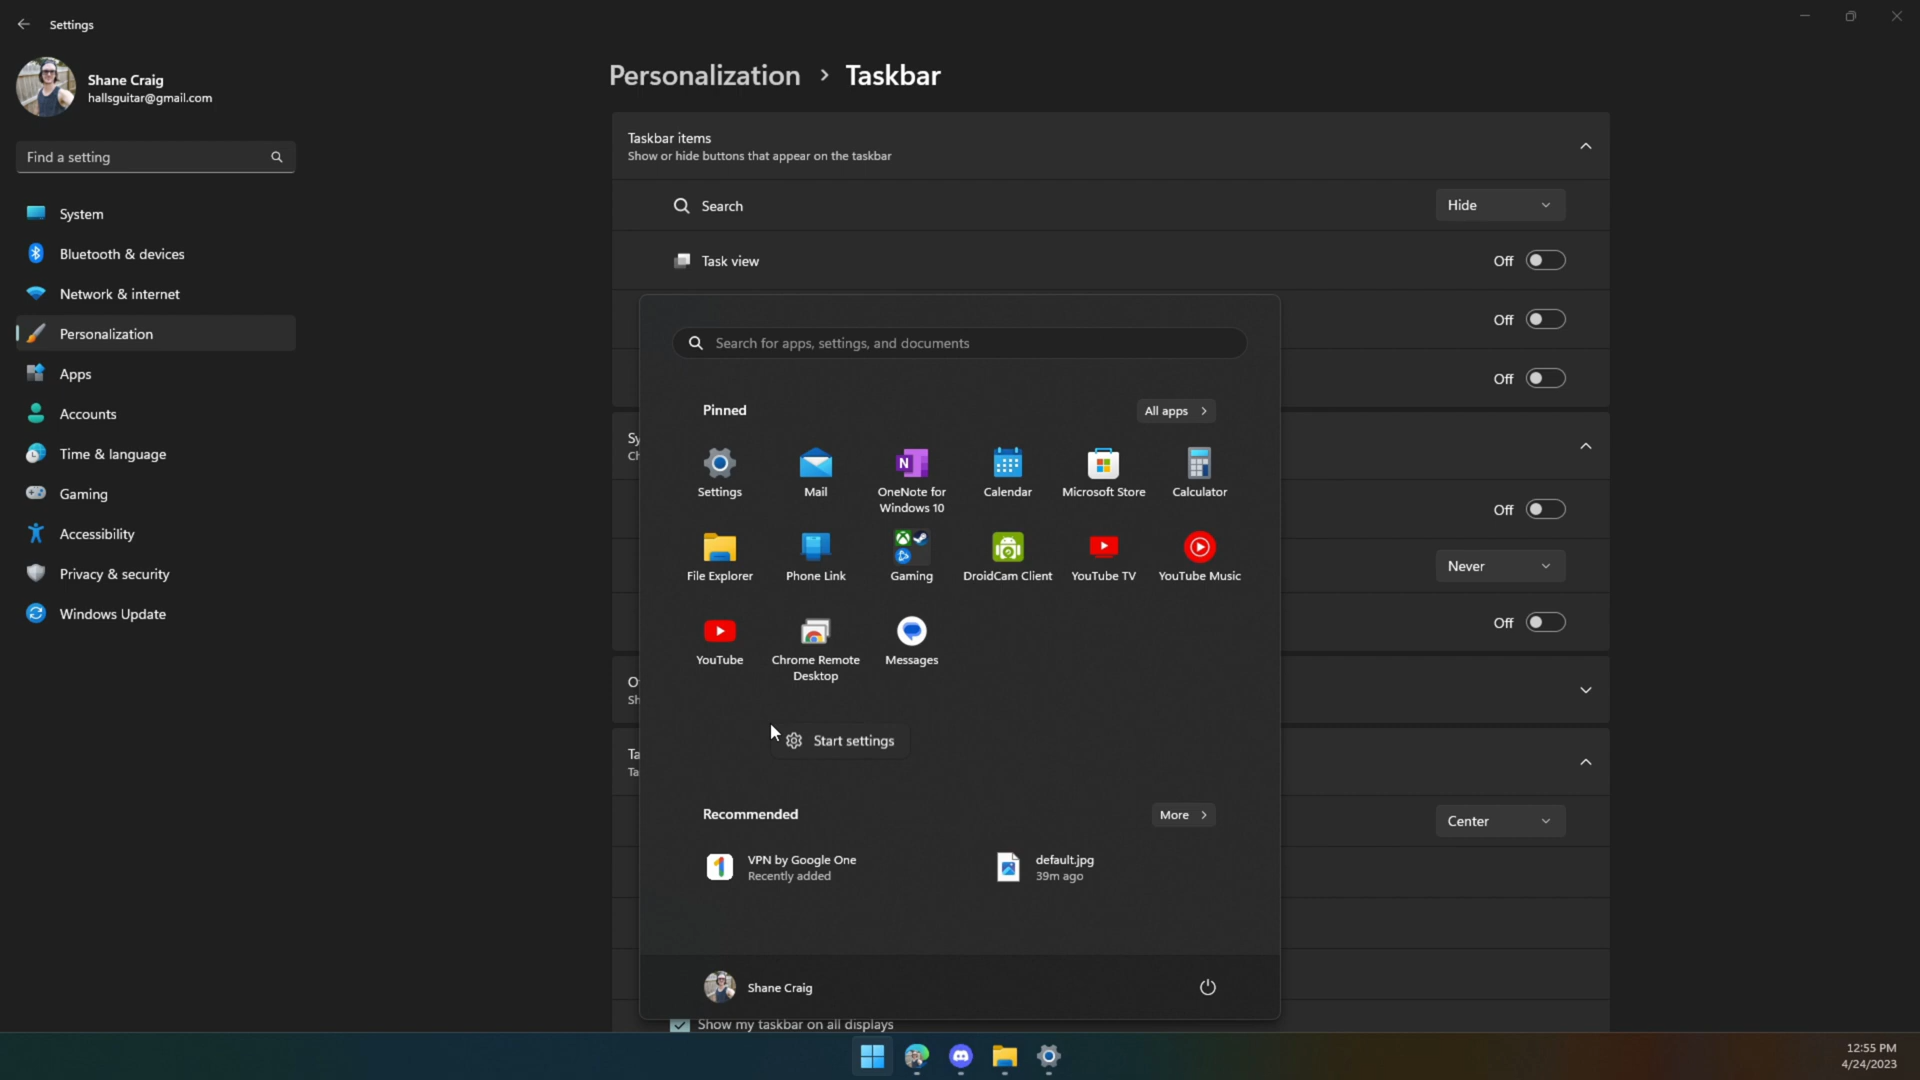 Settings
Shane Craig
hallsguitar@gmail.com
Find a setting
System
Bluetooth & devices
Network & internet
Personalization
Apps
Accounts
Time & language
Gaming
Accessibility
Privacy & security
Windows Update
Personalization > Taskbar
Taskbar items
Show or hide buttons that appear on the taskbar
Search
Hide
Task view
Off
Off
Off
Off
Never
Off
Center
Show my taskbar on all displays
Search for apps, settings, and documents
Pinned
All apps >
Settings
Mail
OneNote for
Windows 10
Calendar
Microsoft Store
Calculator
File Explorer
Phone Link
Gaming
DroidCam Client
YouTube TV
YouTube Music
YouTube
Chrome Remote
Desktop
Messages
Start settings
Recommended
More >
VPN by Google One
Recently added
default.jpg
39m ago
Shane Craig
12:55 PM
4/24/2023